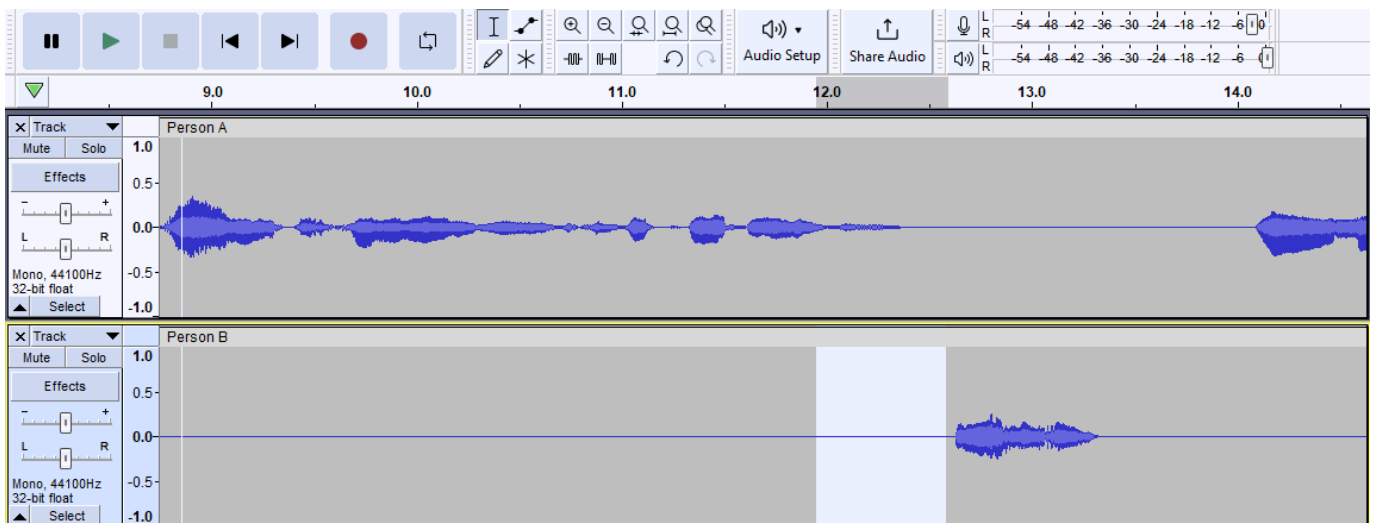 L R -54 -48 -42 -36 -30 -24 -18 -12 -6 0
Audio Setup Share Audio
L R -54 -48 -42 -36 -30 -24 -18 -12 -6
9.0 10.0 11.0 12.0 13.0 14.0
Track Person A
Mute Solo 1.0
Effects 0.5
- +
0.0
L R
Mono, 44100Hz -0.5
32-bit float
Select -1.0
Track Person B
Mute Solo 1.0
Effects 0.5
- +
0.0
L R
Mono, 44100Hz -0.5
32-bit float
Select -1.0